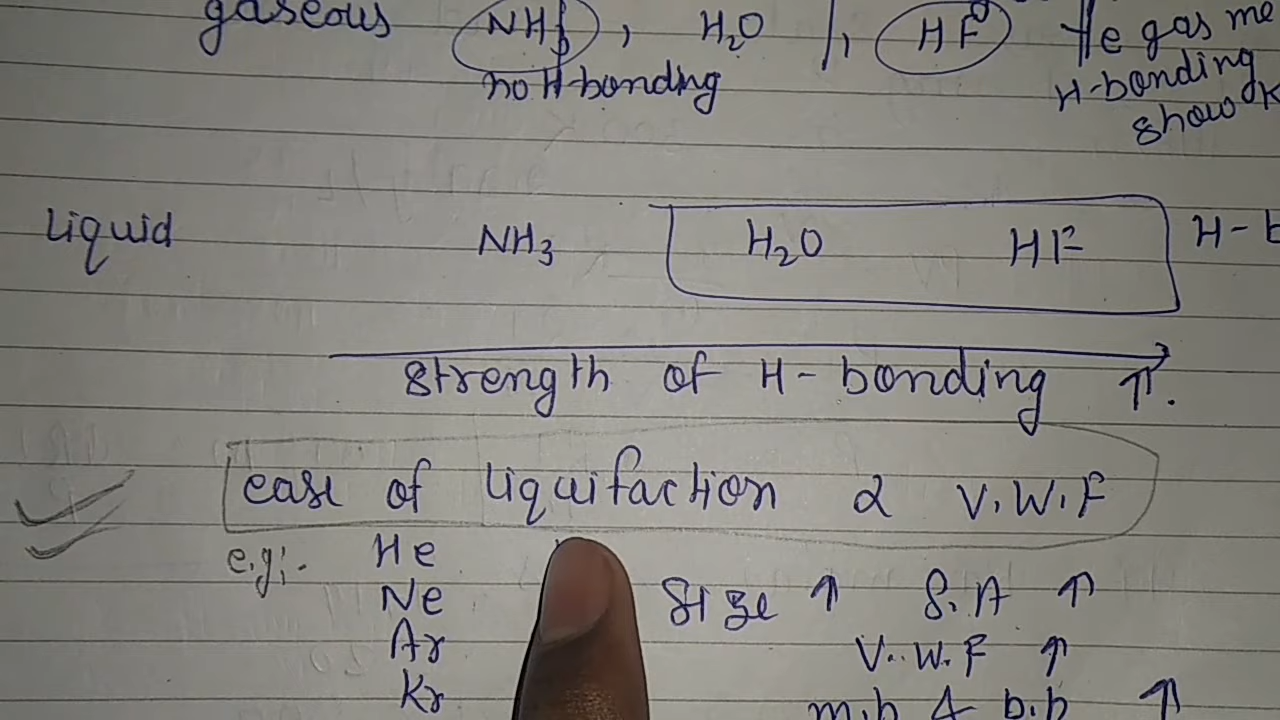 gaseous NH3, H2O, HF Ye gas me
no H-bonding H-bonding
show
Liquid NH3 H2O HF H-b
strength of H-bonding ↑.
ease of liquifaction α V.W.F
e.g:- He
Ne Size ↑ S.A ↑
Ar V.W.F ↑
Kr m.p & b.p ↑